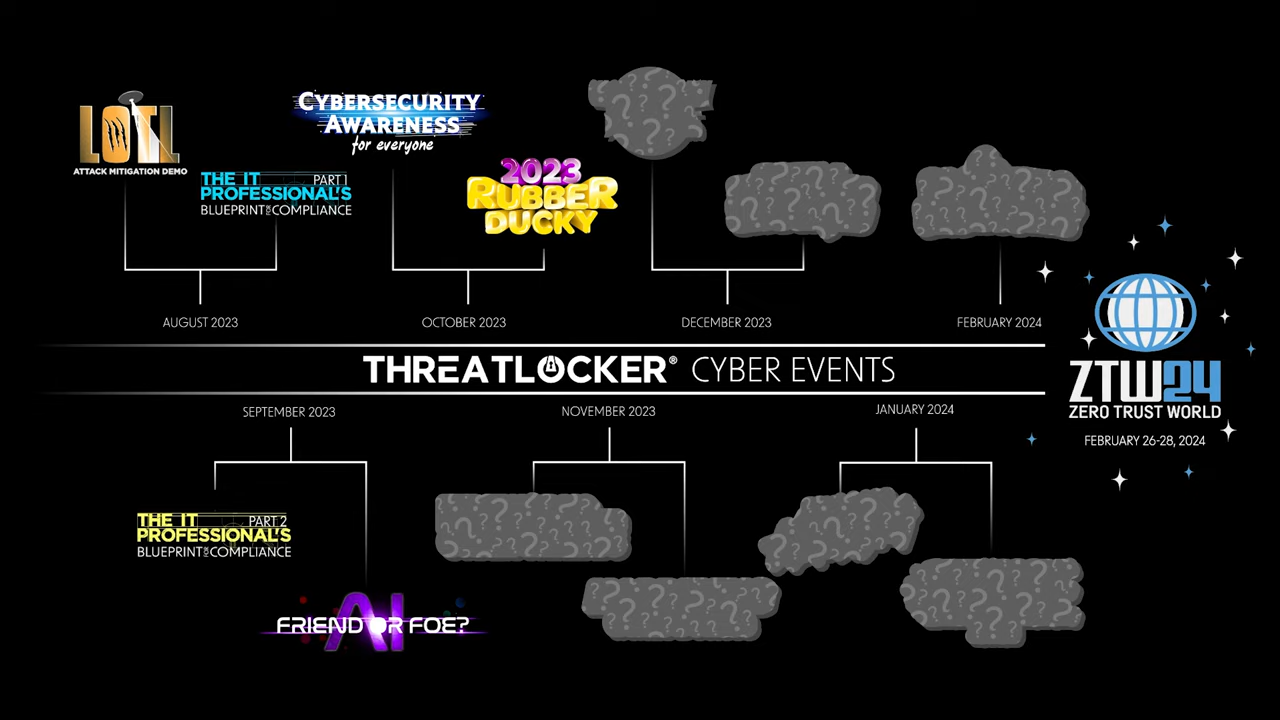 LOTL
ATTACK MITIGATION DEMO
THE IT PART 1
PROFESSIONAL'S
BLUEPRINT FOR COMPLIANCE
CYBERSECURITY
AWARENESS
for everyone
2023
RUBBER
DUCKY
AUGUST 2023
OCTOBER 2023
DECEMBER 2023
FEBRUARY 2024
THREATLOCKER® CYBER EVENTS
ZTW24
ZERO TRUST WORLD
FEBRUARY 26-28, 2024
SEPTEMBER 2023
NOVEMBER 2023
JANUARY 2024
THE IT PART 2
PROFESSIONAL'S
BLUEPRINT FOR COMPLIANCE
AI
FRIEND OR FOE?